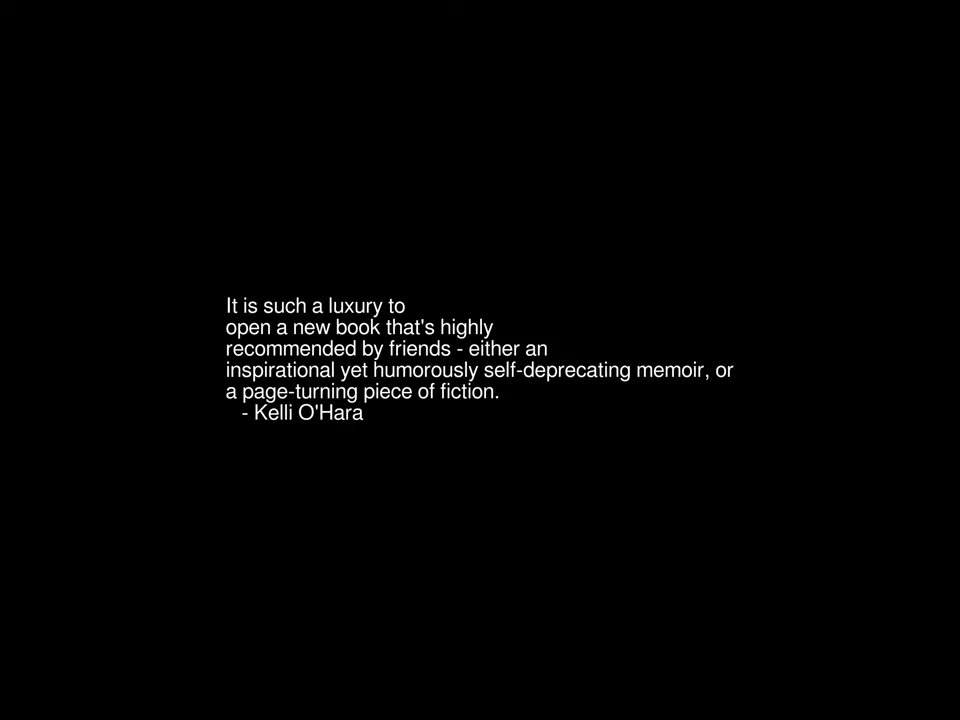 It is such a luxury to
open a new book that's highly
recommended by friends - either an
inspirational yet humorously self-deprecating memoir, or
a page-turning piece of fiction.
- Kelli O'Hara